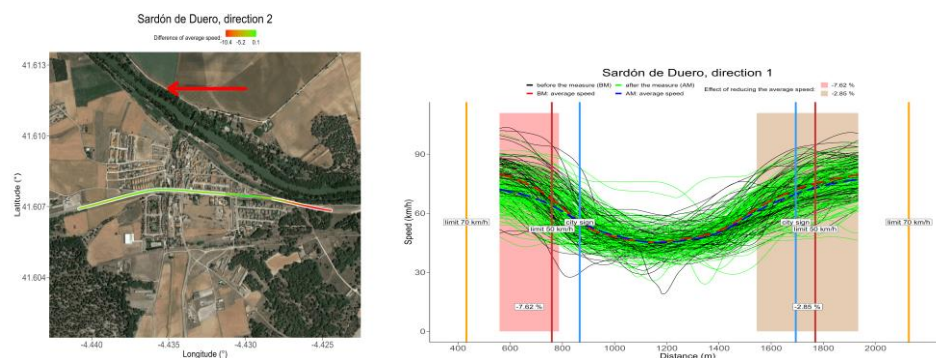 Sardón de Duero, direction 2
Difference of average speed:
-10.4 -5.2 0.1
41.613
41.610
41.607
41.604
Latitude (°)
-4.440 -4.435 -4.430 -4.425
Longitude (°)
Sardón de Duero, direction 1
before the measure (BM) after the measure (AM) Effect of reducing the average speed: -7.62 %
BM: average speed AM: average speed -2.85 %
90
60
30
0
Speed (km/h)
city sign city sign
limit 70 km/h limit 50 km/h limit 50 km/h limit 70 km/h
-7.62 % -2.85 %
400 600 800 1000 1200 1400 1600 1800 2000
Distance (m)